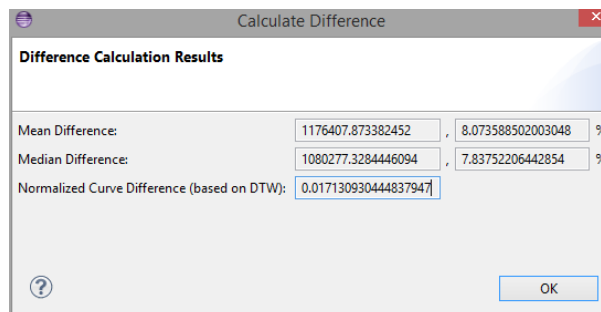 Calculate Difference
Difference Calculation Results
Mean Difference: 1176407.873382452 , 8.073588502003048 %
Median Difference: 1080277.3284446094 , 7.83752206442854 %
Normalized Curve Difference (based on DTW): 0.017130930444837947
? OK